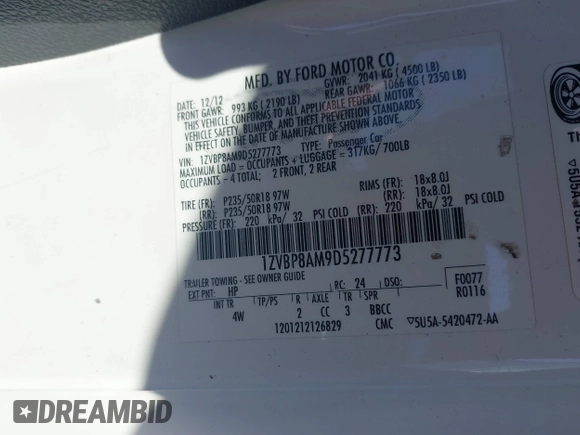 MFD. BY FORD MOTOR CO.
DATE: 12/12 GVWR: 2041 KG ( 4500 LB)
FRONT GAWR: 993 KG ( 2190 LB) REAR GAWR: 1066 KG ( 2350 LB)
THIS VEHICLE CONFORMS TO ALL APPLICABLE FEDERAL MOTOR
VEHICLE SAFETY, BUMPER, AND THEFT PREVENTION STANDARDS
IN EFFECT ON THE DATE OF MANUFACTURE SHOWN ABOVE.
VIN: 1ZVBP8AM9D5277773 TYPE: Passenger Car
MAXIMUM LOAD = OCCUPANTS + LUGGAGE = 317KG/ 700LB
OCCUPANTS - 4 TOTAL; 2 FRONT, 2 REAR
TIRE (FR): P235/50R18 97W RIMS (FR): 18x8.0J
(RR): P235/50R18 97W (RR): 18x8.0J
PRESSURE (FR): 220 kPa/ 32 PSI COLD (RR): 220 kPa/ 32 PSI COLD
1ZVBP8AM9D5277773
TRAILER TOWING - SEE OWNER GUIDE
EXT PNT: HP RC: 24 DSO: F0077
INT TR TP/PS R AXLE TR SPR R0116
4W 2 CC 3 BBCC
1201212126829 CMC ▽5U5A-5420472-AA
TH
▽5U5A
DREAMBID
dreambid.com